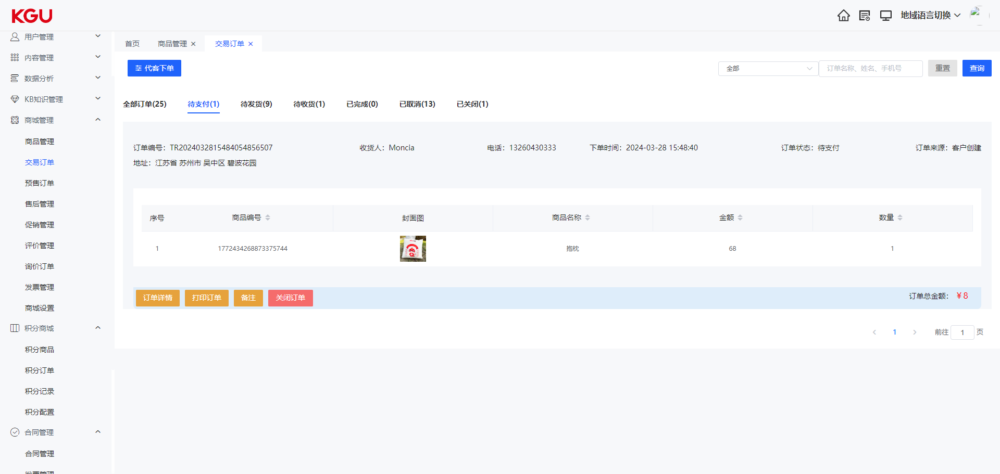 KGU
地域语言切换
用户管理
内容管理
数据分析
KB知识管理
商城管理
商品管理
交易订单
预售订单
售后管理
促销管理
评价管理
询价订单
发票管理
商城设置
积分商城
积分商品
积分订单
积分记录
积分配置
合同管理
合同管理
发票管理
首页 商品管理 交易订单
代客下单 全部 订单名称、姓名、手机号 重置 查询
全部订单(25) 待支付(1) 待发货(9) 待收货(1) 已完成(0) 已取消(13) 已关闭(1)
订单编号：TR2024032815484054856507 收货人：Moncia 电话：13260430333 下单时间：2024-03-28 15:48:40 订单状态：待支付 订单来源：客户创建
地址：江苏省 苏州市 吴中区 碧波花园
序号 商品编号 封面图 商品名称 金额 数量
1 1772434268873375744 抱枕 68 1
订单详情 打印订单 备注 关闭订单 订单总金额：￥8
1 前往 1 页